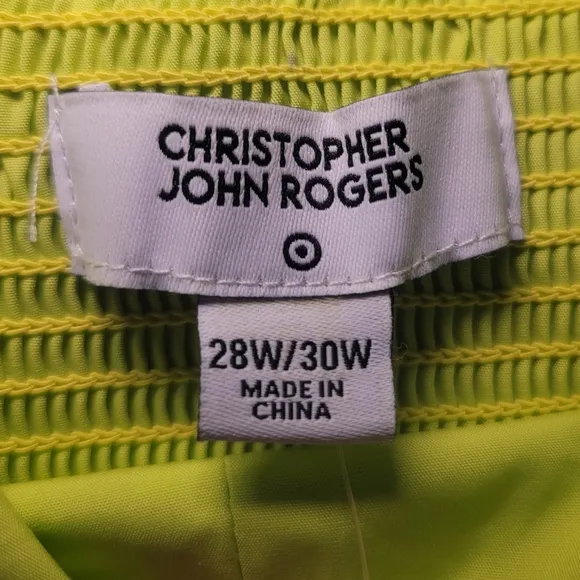 CHRISTOPHER
JOHN ROGERS
28W/30W
MADE IN
CHINA